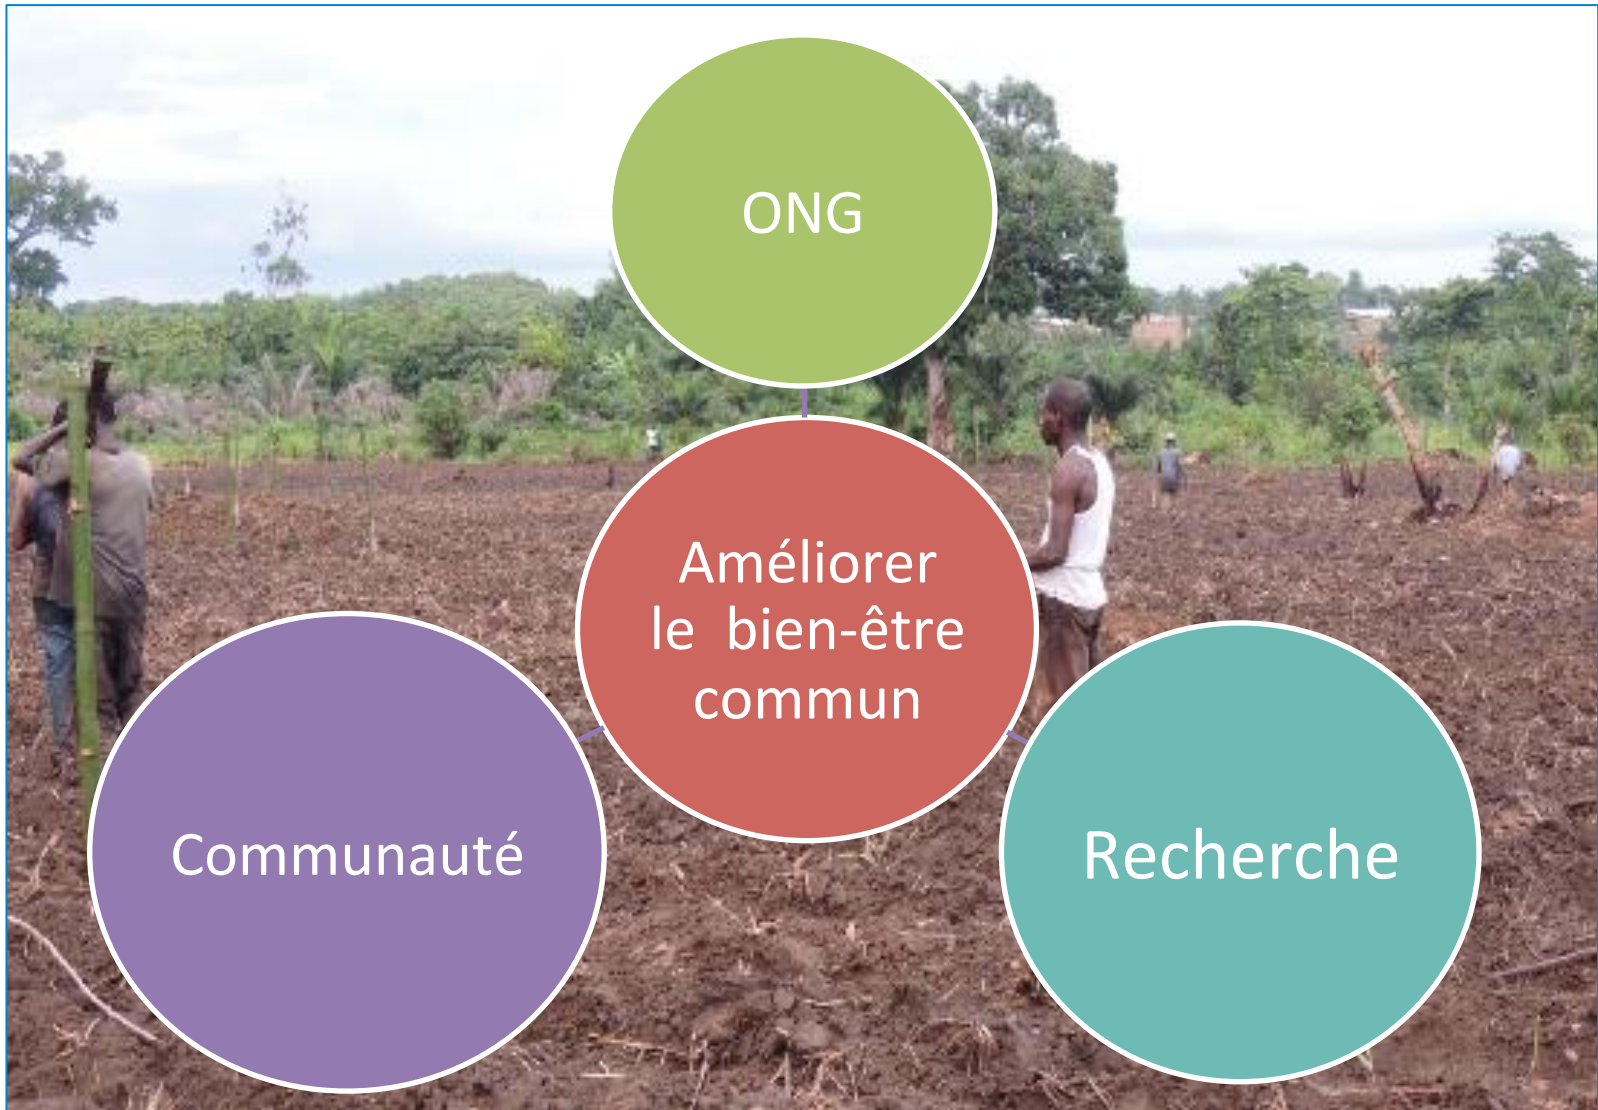 ONG
Améliorer
le  bien-être
commun
Communauté
Recherche